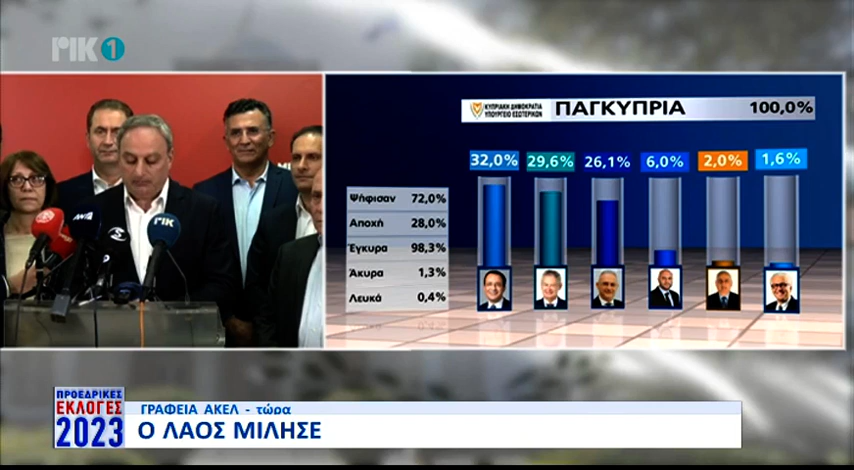 ΡΙΚ 1
ΚΥΠΡΙΑΚΗ ΔΗΜΟΚΡΑΤΙΑ
ΥΠΟΥΡΓΕΙΟ ΕΣΩΤΕΡΙΚΩΝ
ΠΑΓΚΥΠΡΙΑ
100,0%
32,0% 29,6% 26,1% 6,0% 2,0% 1,6%
Ψήφισαν 72,0%
Αποχή 28,0%
Έγκυρα 98,3%
Άκυρα 1,3%
Λευκά 0,4%
ΡΙΚ
ΠΡΟΕΔΡΙΚΕΣ
ΕΚΛΟΓΕΣ
2023
ΓΡΑΦΕΙΑ ΑΚΕΛ - τώρα
Ο ΛΑΟΣ ΜΙΛΗΣΕ